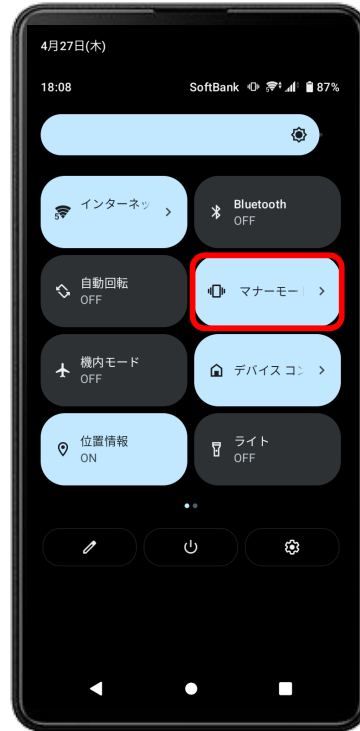 4月27日(木)
18:08 SoftBank 87%
インターネッ
Bluetooth
OFF
自動回転
OFF
マナーモー
機内モード
OFF
デバイス コン
位置情報
ON
ライト
OFF